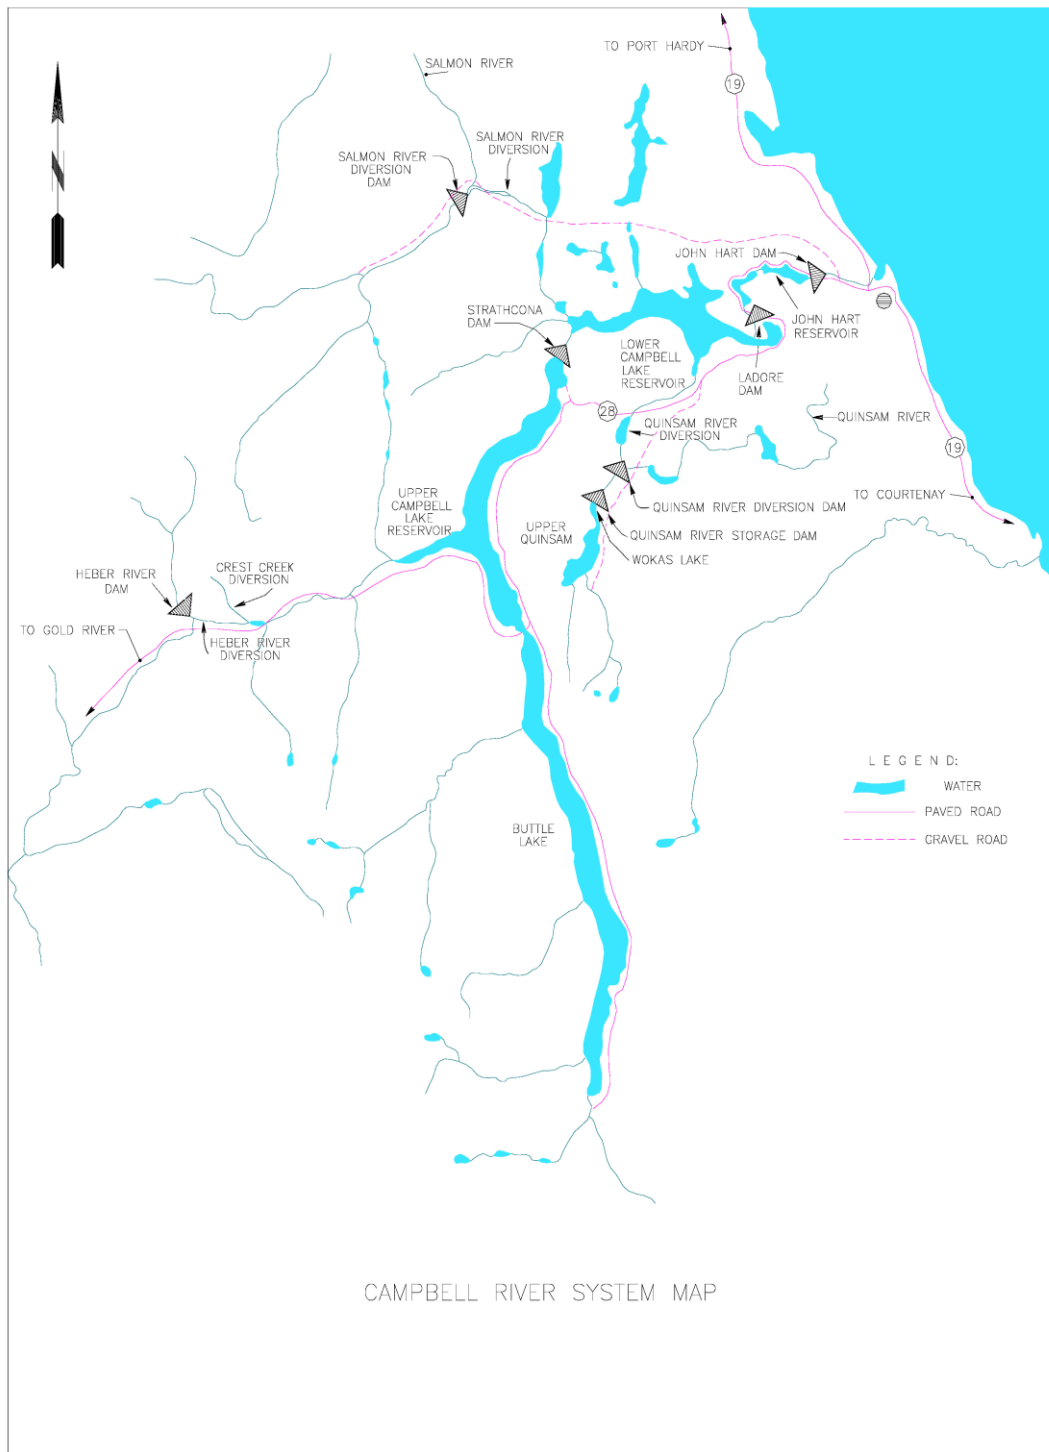 TO PORT HARDY
SALMON RIVER
19
SALMON RIVER
DIVERSION
SALMON RIVER
DIVERSION
DAM
N
JOHN HART DAM
STRATHCONA
DAM
JOHN HART
RESERVOIR
LOWER
CAMPBELL
LAKE
RESERVOIR
LADORE
DAM
28
QUINSAM RIVER
DIVERSION
QUINSAM RIVER
19
TO COURTENAY
UPPER
CAMPBELL
LAKE
RESERVOIR
QUINSAM RIVER DIVERSION DAM
UPPER
QUINSAM
QUINSAM RIVER STORAGE DAM
WOKAS LAKE
HEBER RIVER
DAM
CREST CREEK
DIVERSION
TO GOLD RIVER
HEBER RIVER
DIVERSION
LEGEND:
WATER
PAVED ROAD
GRAVEL ROAD
BUTTLE
LAKE
CAMPBELL RIVER SYSTEM MAP